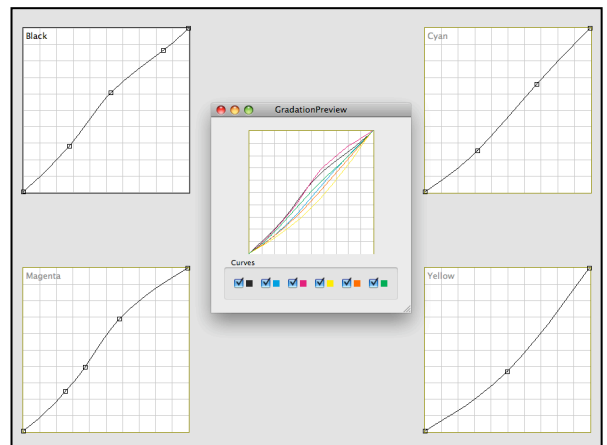 Black
Cyan
GradationPreview
Curves
Magenta
Yellow